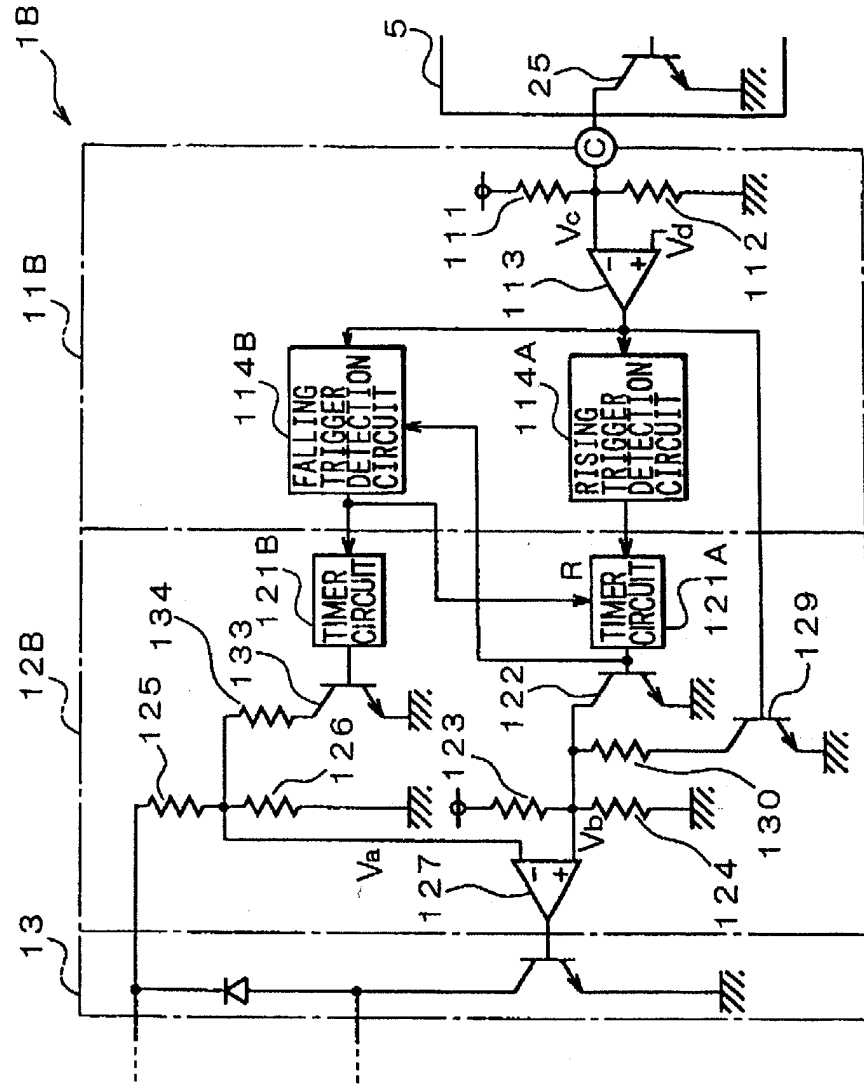 1B
11B
12B
13
5
25
C
111
112
Vc
Vd
113
-
+
114B
FALLING
TRIGGER
DETECTION
CIRCUIT
114A
RISING
TRIGGER
DETECTION
CIRCUIT
121B
TIMER
CIRCUIT
R
TIMER
CIRCUIT
121A
134
133
125
126
122
123
129
130
124
Va
Vb
127
-
+